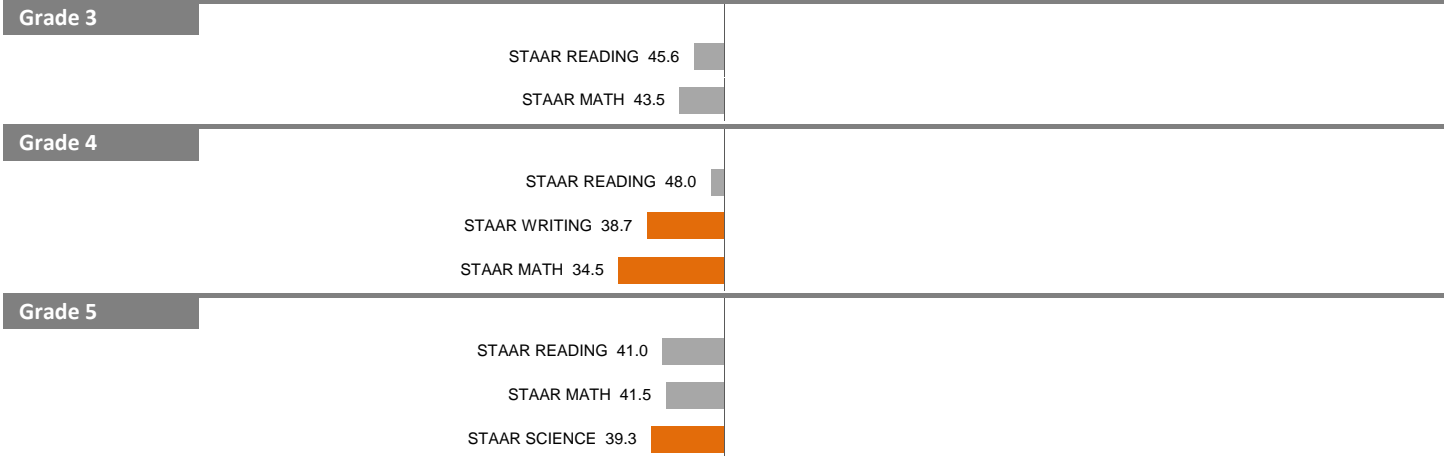 Grade 3
STAAR READING 45.6
STAAR MATH 43.5
Grade 4
STAAR READING 48.0
STAAR WRITING 38.7
STAAR MATH 34.5
Grade 5
STAAR READING 41.0
STAAR MATH 41.5
STAAR SCIENCE 39.3